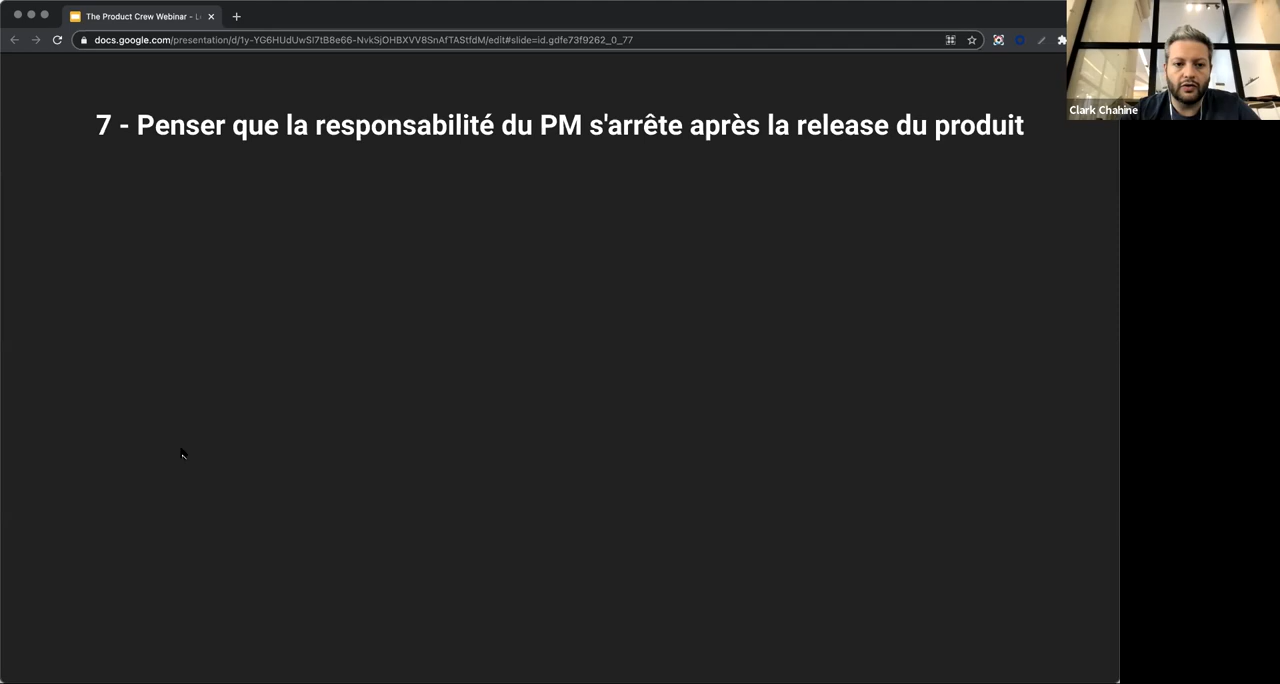 The Product Crew Webinar - L
docs.google.com/presentation/d/1y-YG6HUdUwSI7tB8e66-NvkSjOHBXVV8SnAfTAStfdM/edit#slide=id.gdfe73f9262_0_77
Clark Chahine
7 - Penser que la responsabilité du PM s'arrête après la release du produit